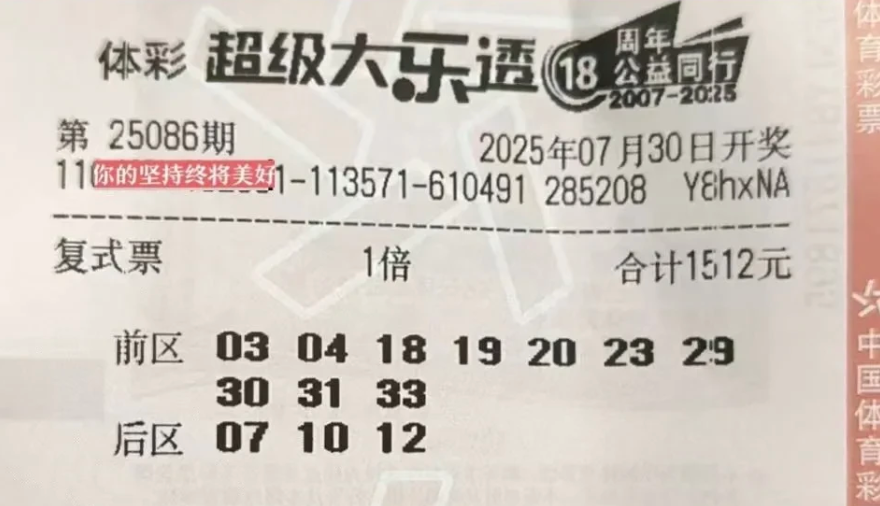 体彩 超级大乐透 18 周年
公益同行
2007-2025
第 25086期 2025年07月30日开奖
110 你的坚持终将美好 1-113571-610491 285208 Y8hxNA
复式票 1倍 合计1512元
前区 03 04 18 19 20 23 29
30 31 33
后区 07 10 12
体育彩票
中国体育彩